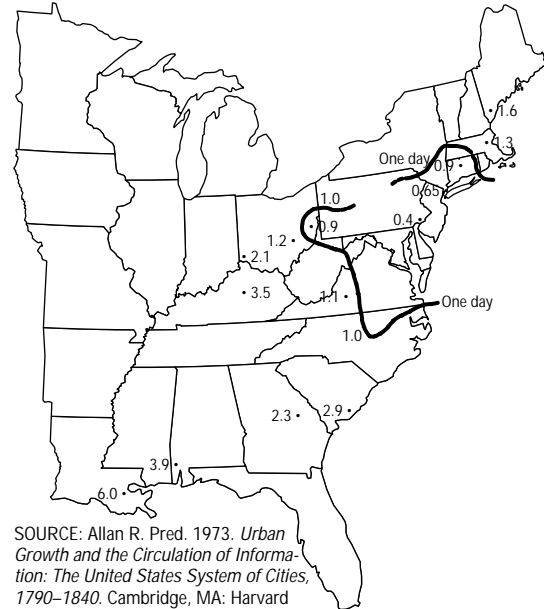 1.6
1.3
One day
0.9
0.65
1.0
0.9
0.4
1.2
2.1
3.5
1.1
One day
1.0
2.3
2.9
3.9
6.0
SOURCE: Allan R. Pred. 1973. Urban
Growth and the Circulation of Informa-
tion: The United States System of Cities,
1790–1840. Cambridge, MA: Harvard